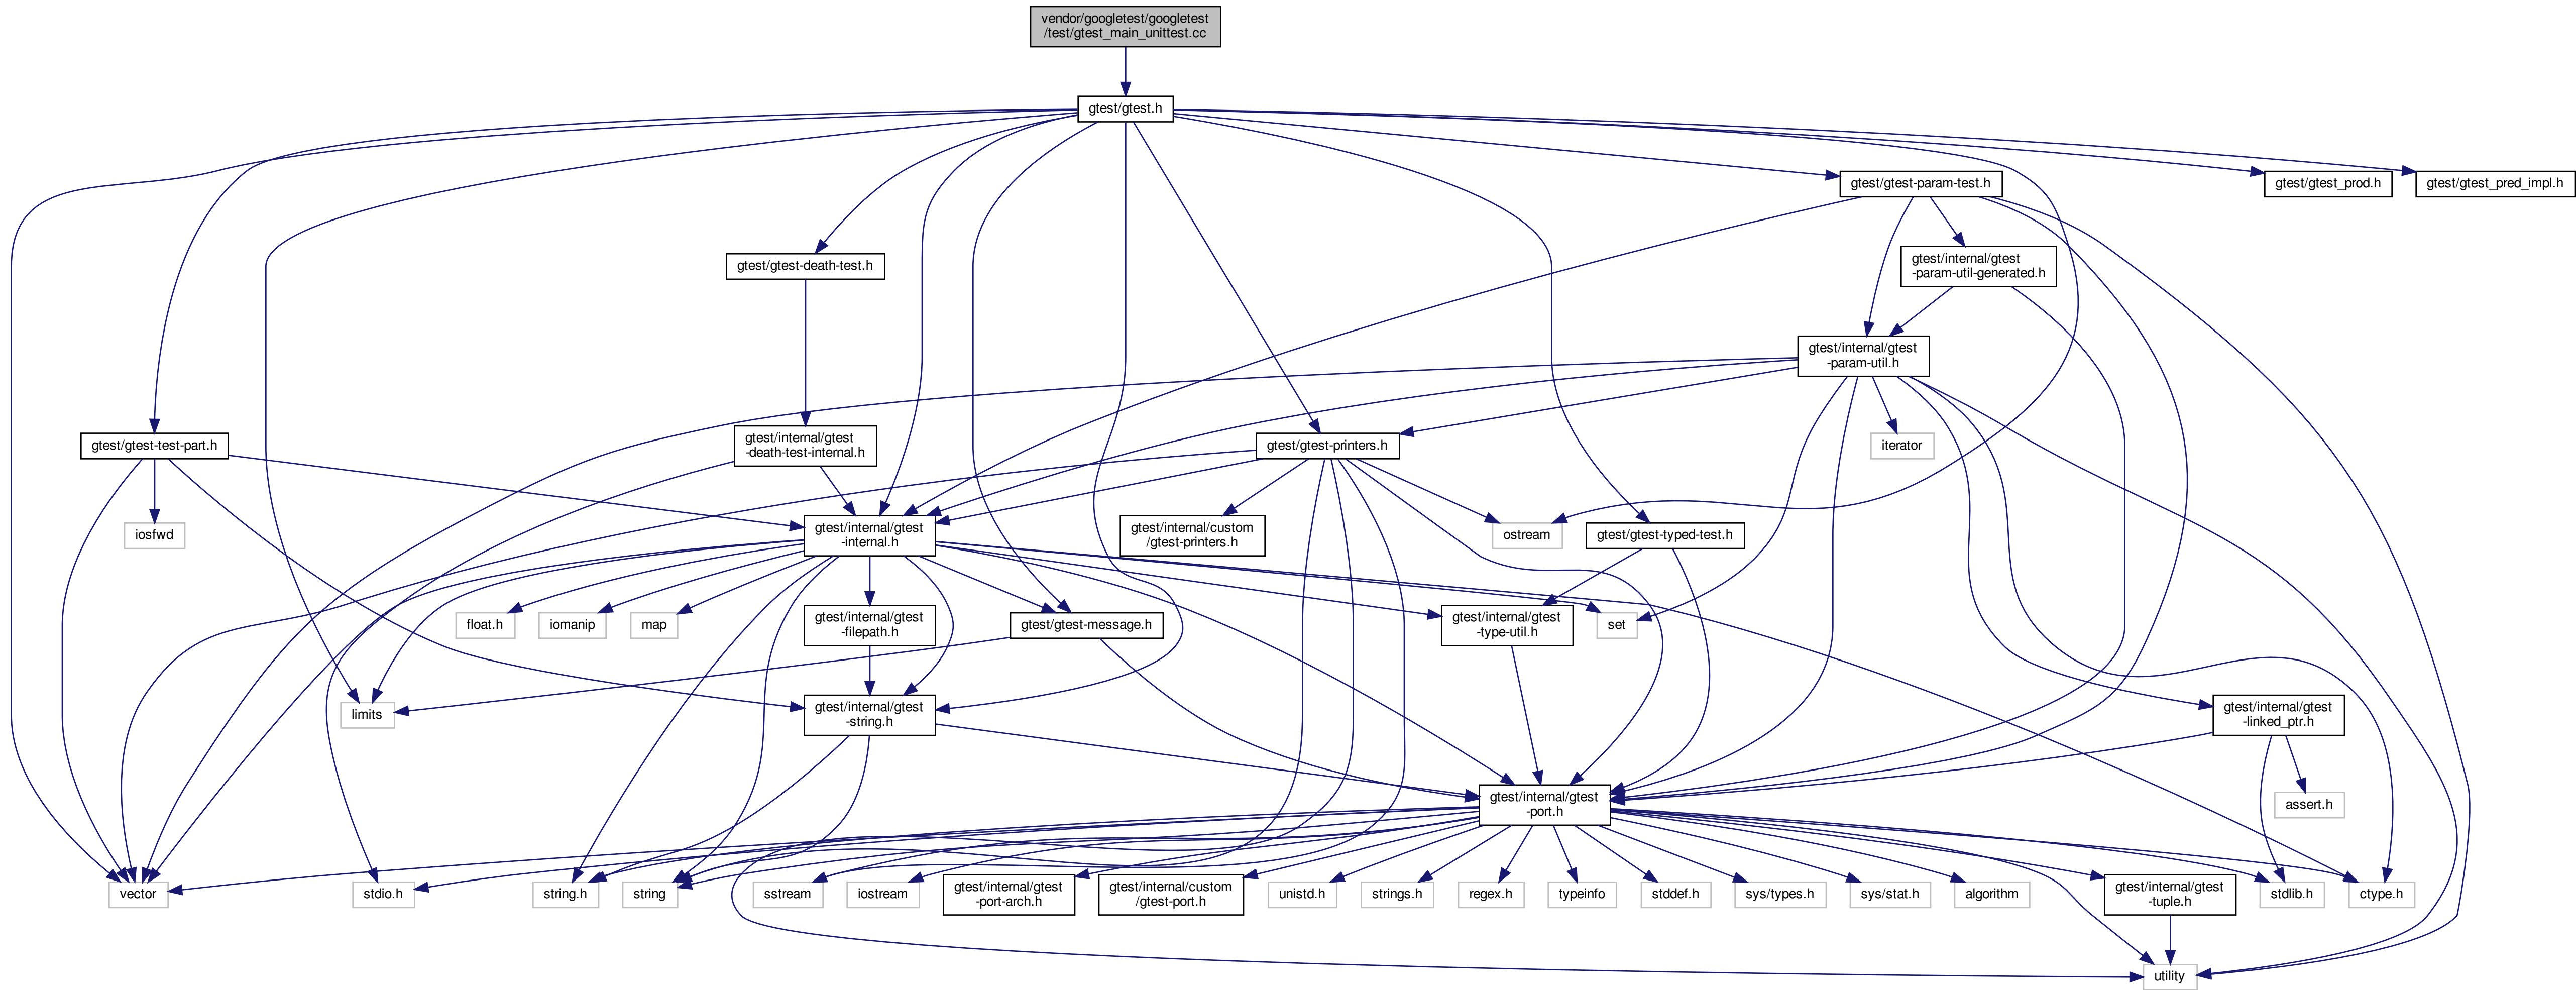 vendor/googletest/googletest
/test/gtest_main_unittest.cc
gtest/gtest.h
gtest/gtest-param-test.h
gtest/gtest_prod.h
gtest/gtest_pred_impl.h
gtest/gtest-death-test.h
gtest/internal/gtest
-param-util-generated.h
gtest/internal/gtest
-param-util.h
gtest/gtest-test-part.h
gtest/internal/gtest
-death-test-internal.h
gtest/gtest-printers.h
iterator
iosfwd
gtest/internal/gtest
-internal.h
gtest/internal/custom
/gtest-printers.h
ostream
gtest/gtest-typed-test.h
float.h
iomanip
map
gtest/internal/gtest
-filepath.h
gtest/gtest-message.h
gtest/internal/gtest
-type-util.h
set
limits
gtest/internal/gtest
-string.h
gtest/internal/gtest
-linked_ptr.h
gtest/internal/gtest
-port.h
assert.h
vector
stdio.h
string.h
string
sstream
iostream
gtest/internal/gtest
-port-arch.h
gtest/internal/custom
/gtest-port.h
unistd.h
strings.h
regex.h
typeinfo
stddef.h
sys/types.h
sys/stat.h
algorithm
gtest/internal/gtest
-tuple.h
stdlib.h
ctype.h
utility